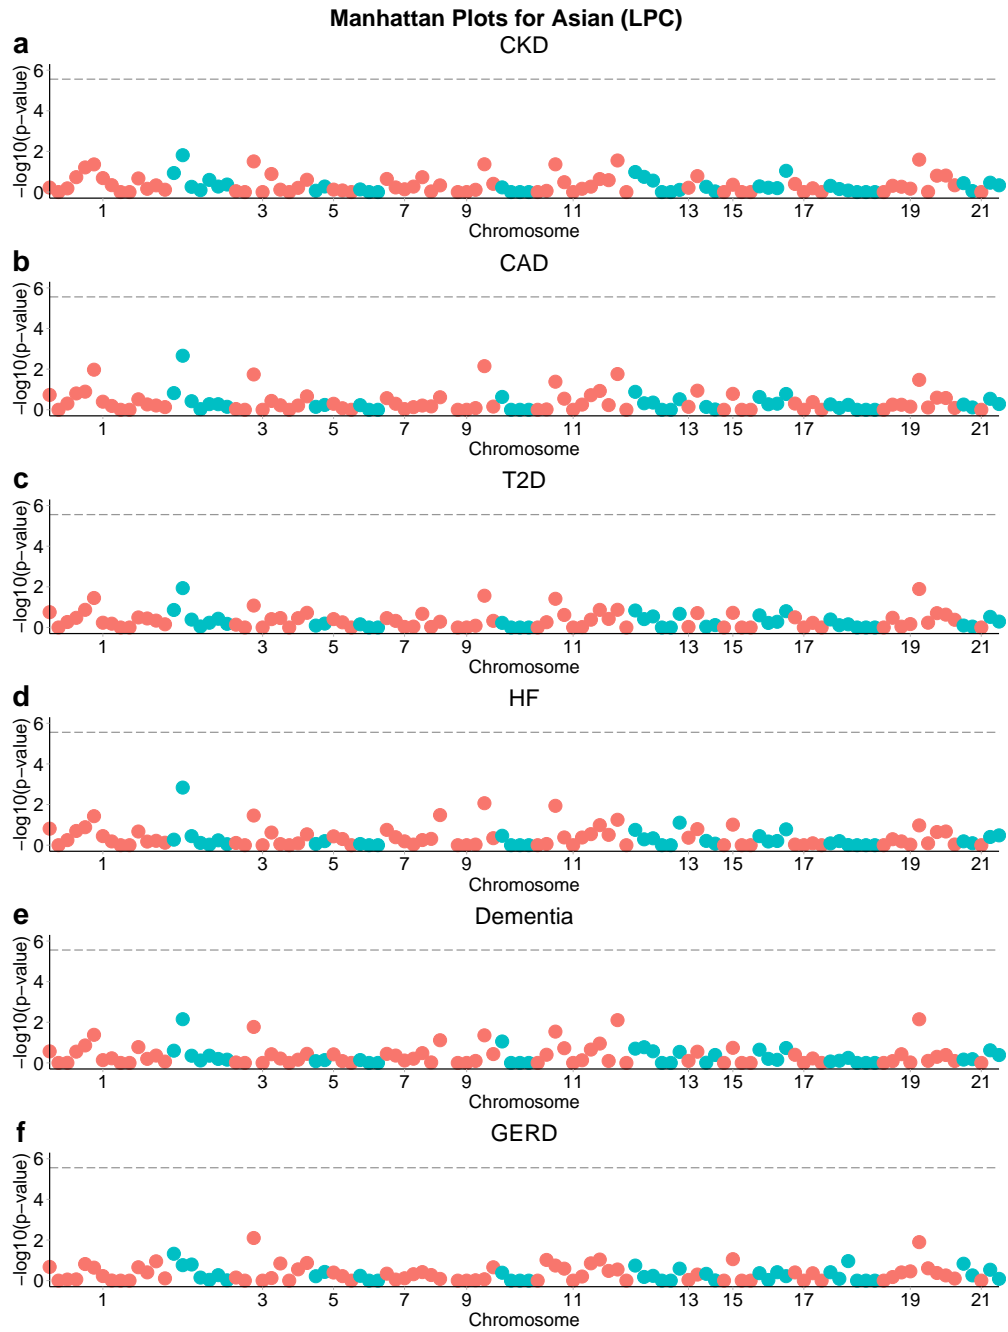 Manhattan Plots for Asian (LPC)
a
CKD
−log10(p−value)
6
4
2
0
1 3 5 7 9 11 13 15 17 19 21
Chromosome
b
CAD
−log10(p−value)
6
4
2
0
1 3 5 7 9 11 13 15 17 19 21
Chromosome
c
T2D
−log10(p−value)
6
4
2
0
1 3 5 7 9 11 13 15 17 19 21
Chromosome
d
HF
−log10(p−value)
6
4
2
0
1 3 5 7 9 11 13 15 17 19 21
Chromosome
e
Dementia
−log10(p−value)
6
4
2
0
1 3 5 7 9 11 13 15 17 19 21
Chromosome
f
GERD
−log10(p−value)
6
4
2
0
1 3 5 7 9 11 13 15 17 19 21
Chromosome